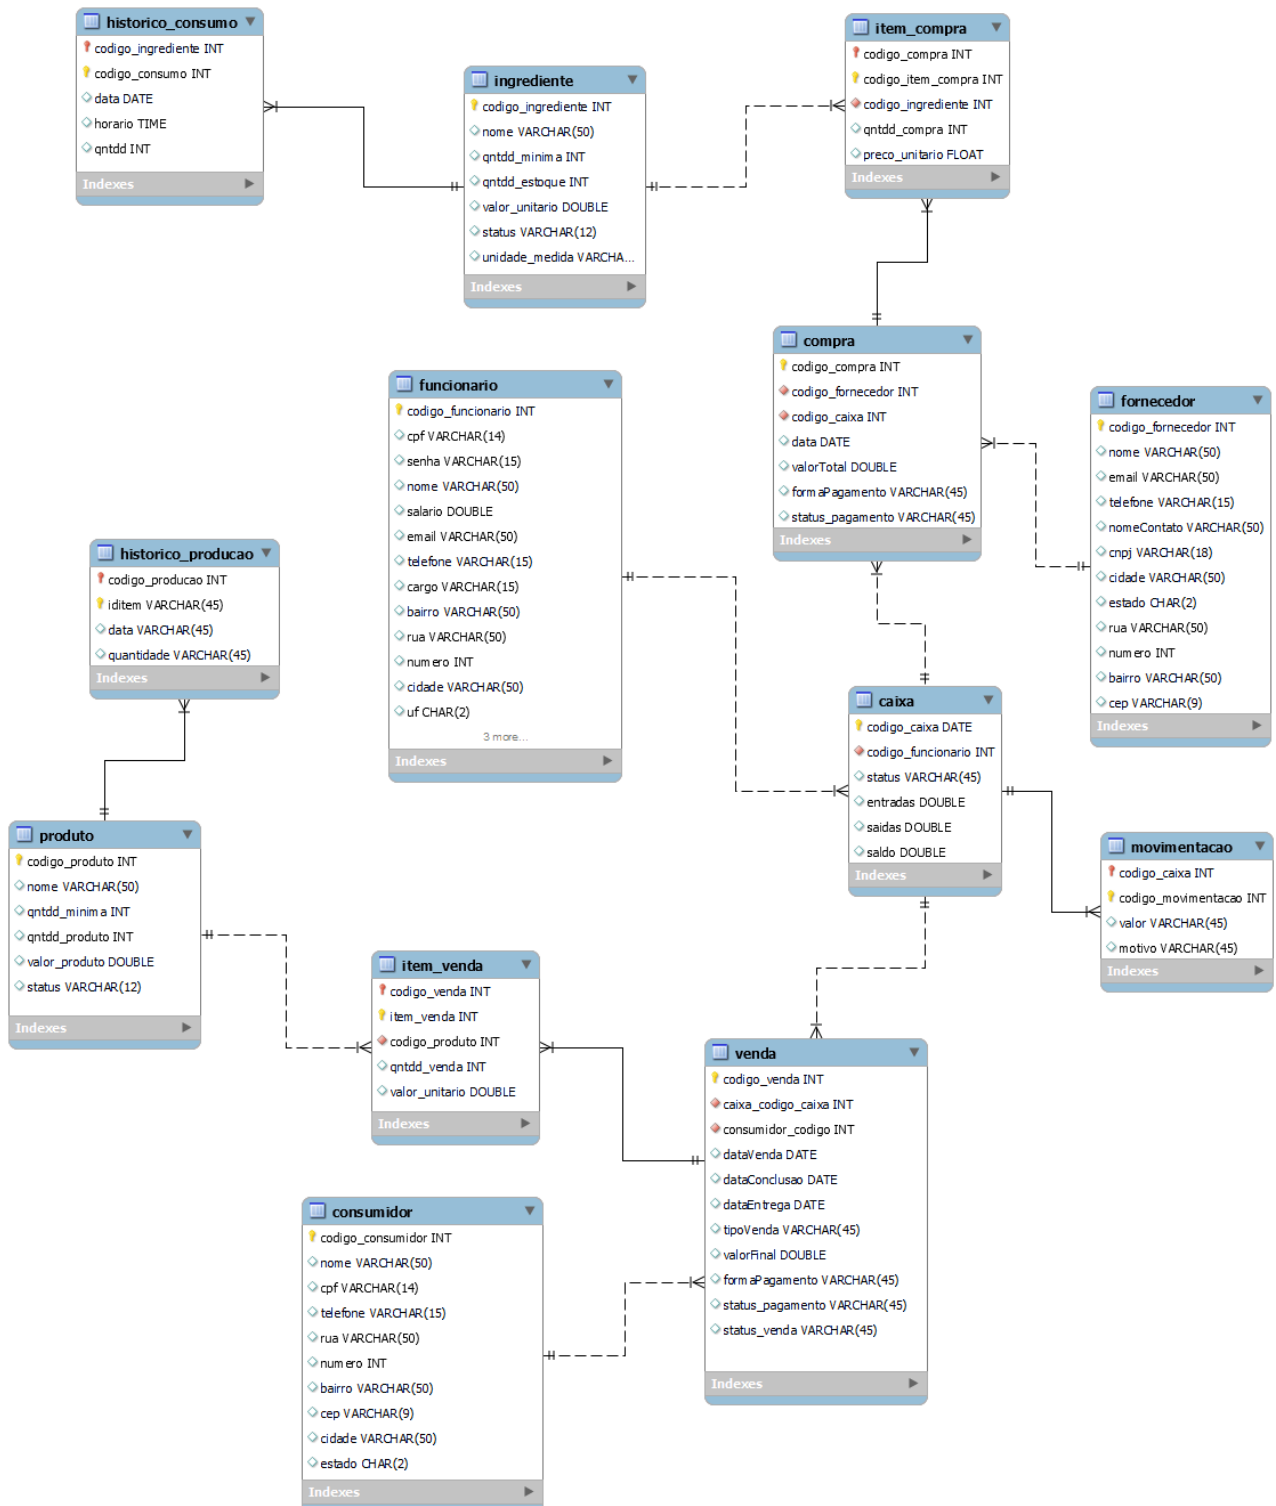 historico_consumo
codigo_ingrediente INT
codigo_consumo INT
data DATE
horario TIME
qntdd INT
Indexes
ingrediente
codigo_ingrediente INT
nome VARCHAR(50)
qntdd_minima INT
qntdd_estoque INT
valor_unitario DOUBLE
status VARCHAR(12)
unidade_medida VARCHA...
Indexes
item_compra
codigo_compra INT
codigo_item_compra INT
codigo_ingrediente INT
qntdd_compra INT
preco_unitario FLOAT
Indexes
compra
codigo_compra INT
codigo_fornecedor INT
codigo_caixa INT
data DATE
valorTotal DOUBLE
formaPagamento VARCHAR(45)
status_pagamento VARCHAR(45)
Indexes
funcionario
codigo_funcionario INT
cpf VARCHAR(14)
senha VARCHAR(15)
nome VARCHAR(50)
salario DOUBLE
email VARCHAR(50)
telefone VARCHAR(15)
cargo VARCHAR(15)
bairro VARCHAR(50)
rua VARCHAR(50)
numero INT
cidade VARCHAR(50)
uf CHAR(2)
3 more...
Indexes
fornecedor
codigo_fornecedor INT
nome VARCHAR(50)
email VARCHAR(50)
telefone VARCHAR(15)
nomeContato VARCHAR(50)
cnpj VARCHAR(18)
cidade VARCHAR(50)
estado CHAR(2)
rua VARCHAR(50)
numero INT
bairro VARCHAR(50)
cep VARCHAR(9)
Indexes
historico_producao
codigo_producao INT
iditem VARCHAR(45)
data VARCHAR(45)
quantidade VARCHAR(45)
Indexes
caixa
codigo_caixa DATE
codigo_funcionario INT
status VARCHAR(45)
entradas DOUBLE
saidas DOUBLE
saldo DOUBLE
Indexes
produto
codigo_produto INT
nome VARCHAR(50)
qntdd_minima INT
qntdd_produto INT
valor_produto DOUBLE
status VARCHAR(12)
Indexes
movimentacao
codigo_caixa INT
codigo_movimentacao INT
valor VARCHAR(45)
motivo VARCHAR(45)
Indexes
item_venda
codigo_venda INT
item_venda INT
codigo_produto INT
qntdd_venda INT
valor_unitario DOUBLE
Indexes
venda
codigo_venda INT
caixa_codigo_caixa INT
consumidor_codigo INT
dataVenda DATE
dataConclusao DATE
dataEntrega DATE
tipoVenda VARCHAR(45)
valorFinal DOUBLE
formaPagamento VARCHAR(45)
status_pagamento VARCHAR(45)
status_venda VARCHAR(45)
Indexes
consumidor
codigo_consumidor INT
nome VARCHAR(50)
cpf VARCHAR(14)
telefone VARCHAR(15)
rua VARCHAR(50)
numero INT
bairro VARCHAR(50)
cep VARCHAR(9)
cidade VARCHAR(50)
estado CHAR(2)
Indexes